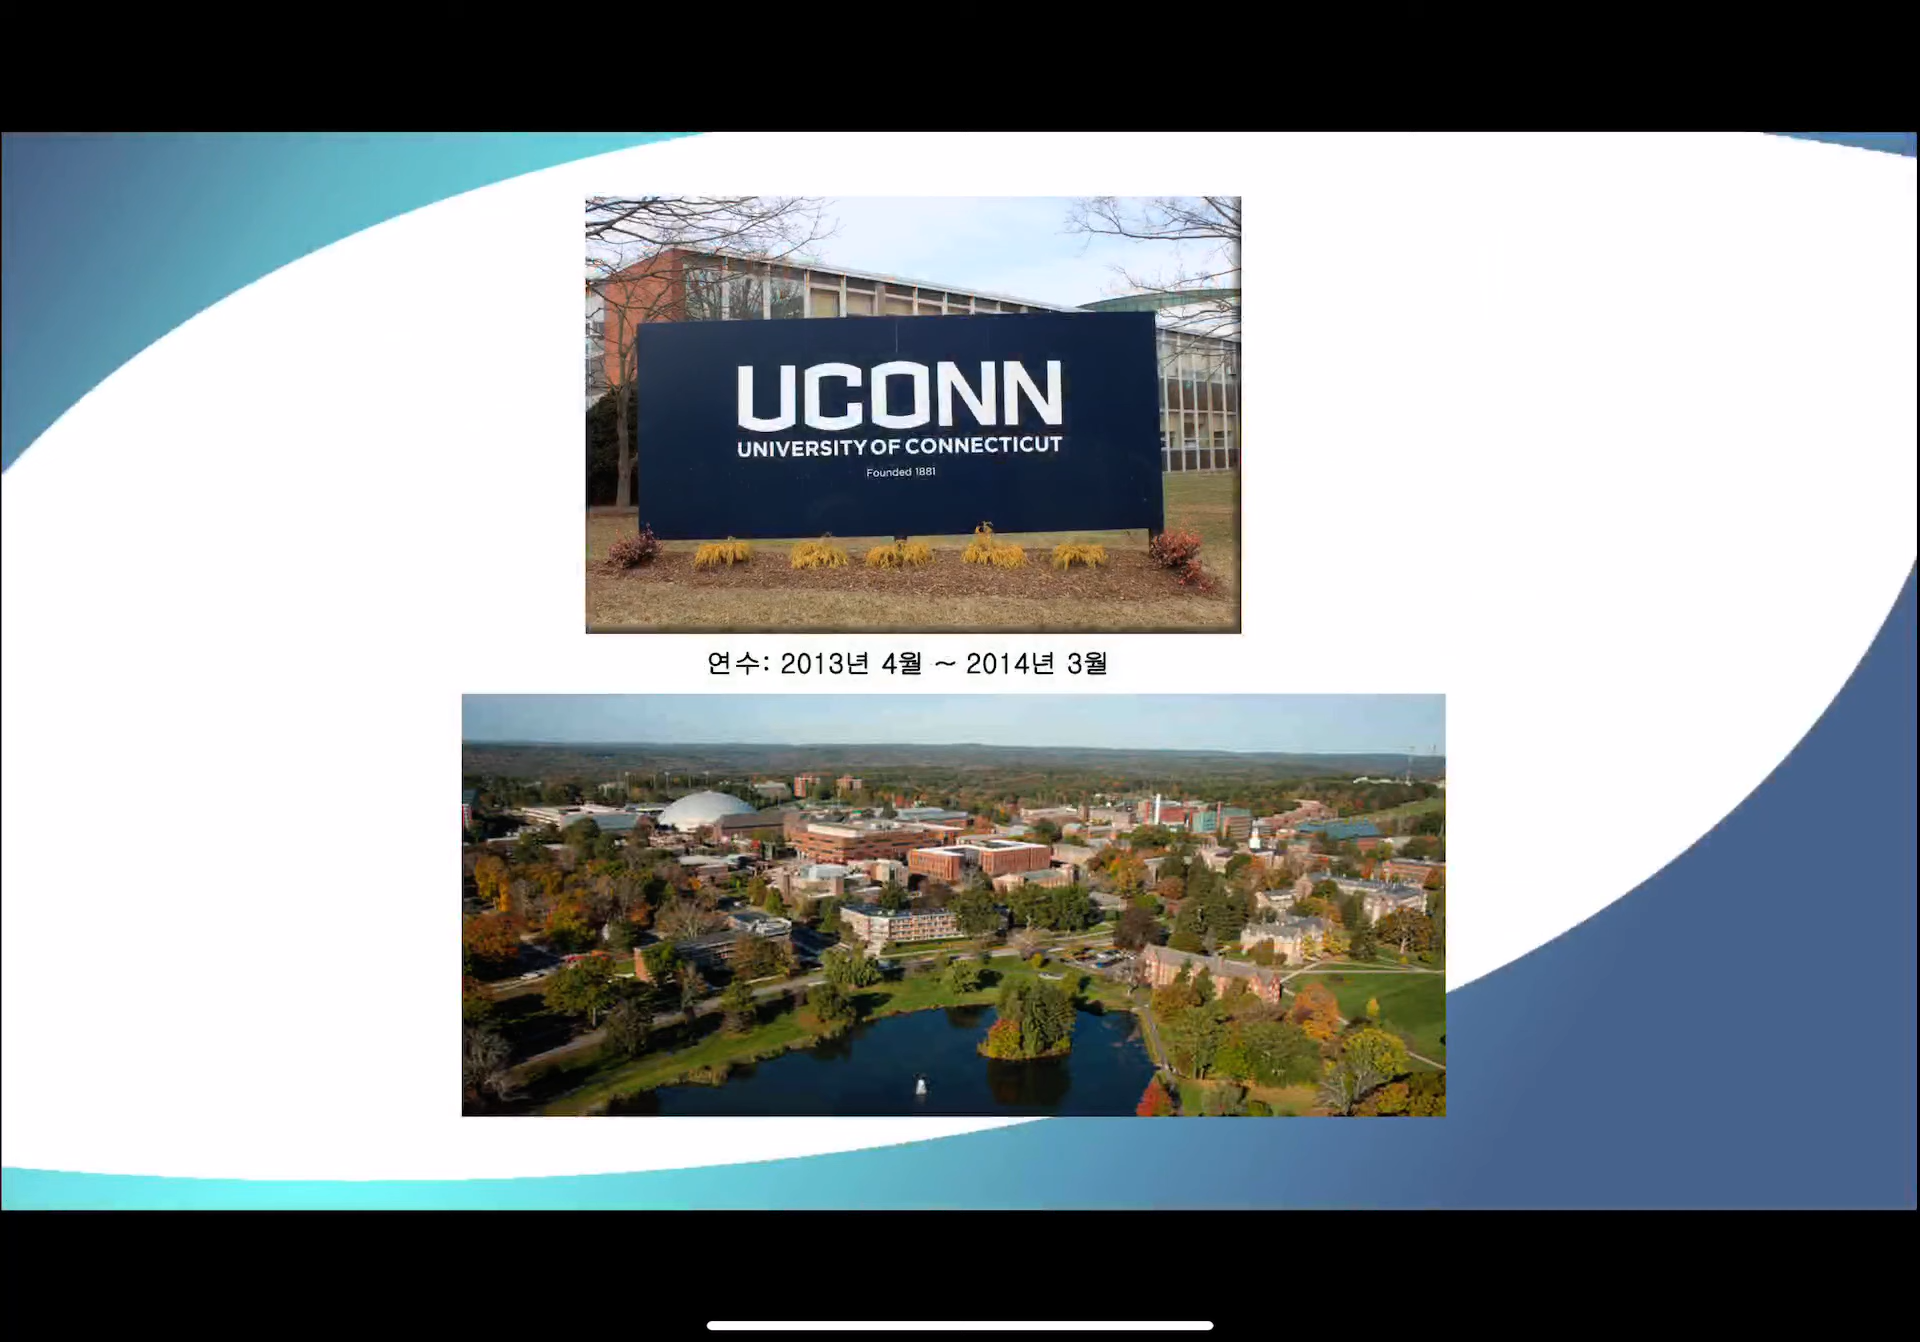 UCONN
UNIVERSITY OF CONNECTICUT
Founded 1881
연수: 2013년 4월 ~ 2014년 3월